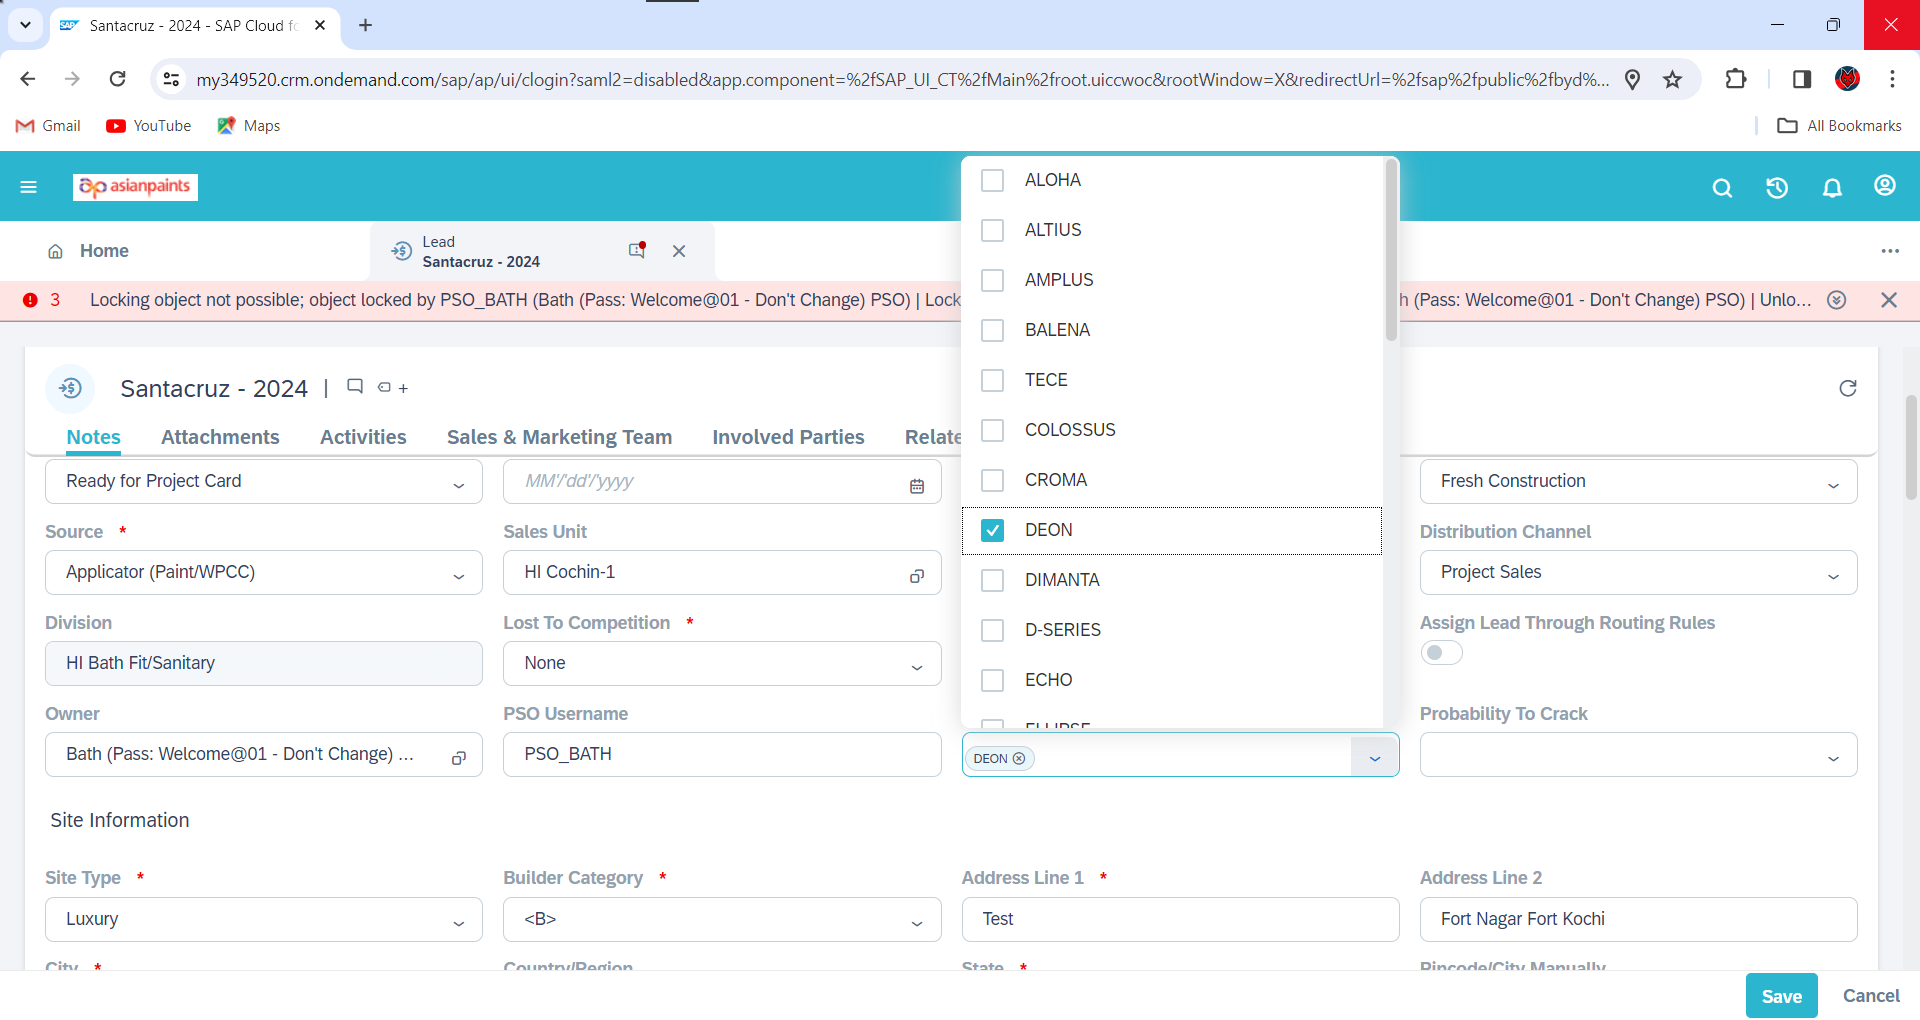 Santacruz - 2024 - SAP Cloud fo
my349520.crm.ondemand.com/sap/ap/ui/clogin?saml2=disabled&app.component=%2fSAP_UI_CT%2fMain%2froot.uiccwoc&rootWindow=X&redirectUrl=%2fsap%2fpublic%2fbyd%...
Gmail YouTube Maps All Bookmarks
asianpaints
Home
Lead
Santacruz - 2024
3 Locking object not possible; object locked by PSO_BATH (Bath (Pass: Welcome@01 - Don't Change) PSO) | Lock
h (Pass: Welcome@01 - Don't Change) PSO) | Unlo...
Santacruz - 2024 |
Notes Attachments Activities Sales & Marketing Team Involved Parties Relate
ALOHA
ALTIUS
AMPLUS
BALENA
TECE
COLOSSUS
CROMA
DEON
DIMANTA
D-SERIES
ECHO
ELLIPSE
Ready for Project Card MM'/'dd'/'yyyy Fresh Construction
Source * Sales Unit Distribution Channel
Applicator (Paint/WPCC) HI Cochin-1 Project Sales
Division Lost To Competition * Assign Lead Through Routing Rules
HI Bath Fit/Sanitary None
Owner PSO Username Probability To Crack
Bath (Pass: Welcome@01 - Don't Change) ... PSO_BATH DEON
Site Information
Site Type * Builder Category * Address Line 1 * Address Line 2
Luxury <B> Test Fort Nagar Fort Kochi
City * Country/Region State * Pincode/City Manually
Save Cancel